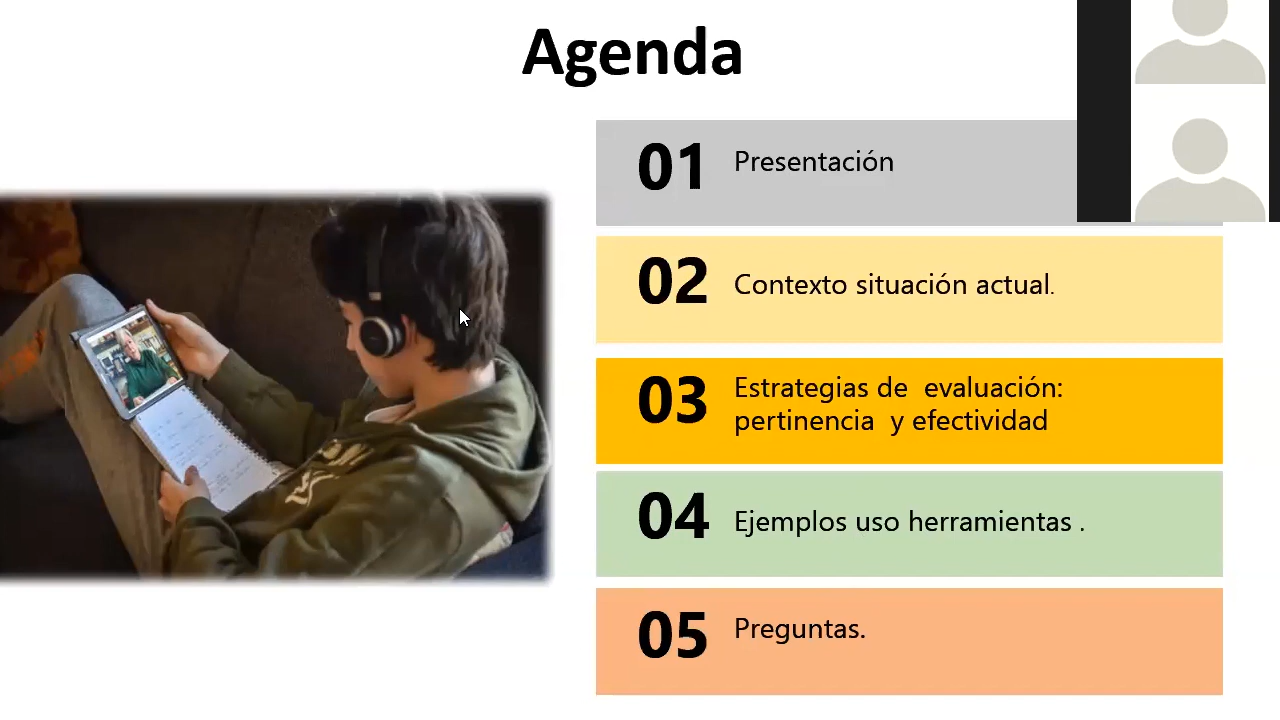 Agenda
01 Presentación
02 Contexto situación actual.
03 Estrategias de evaluación:
pertinencia y efectividad
04 Ejemplos uso herramientas .
05 Preguntas.